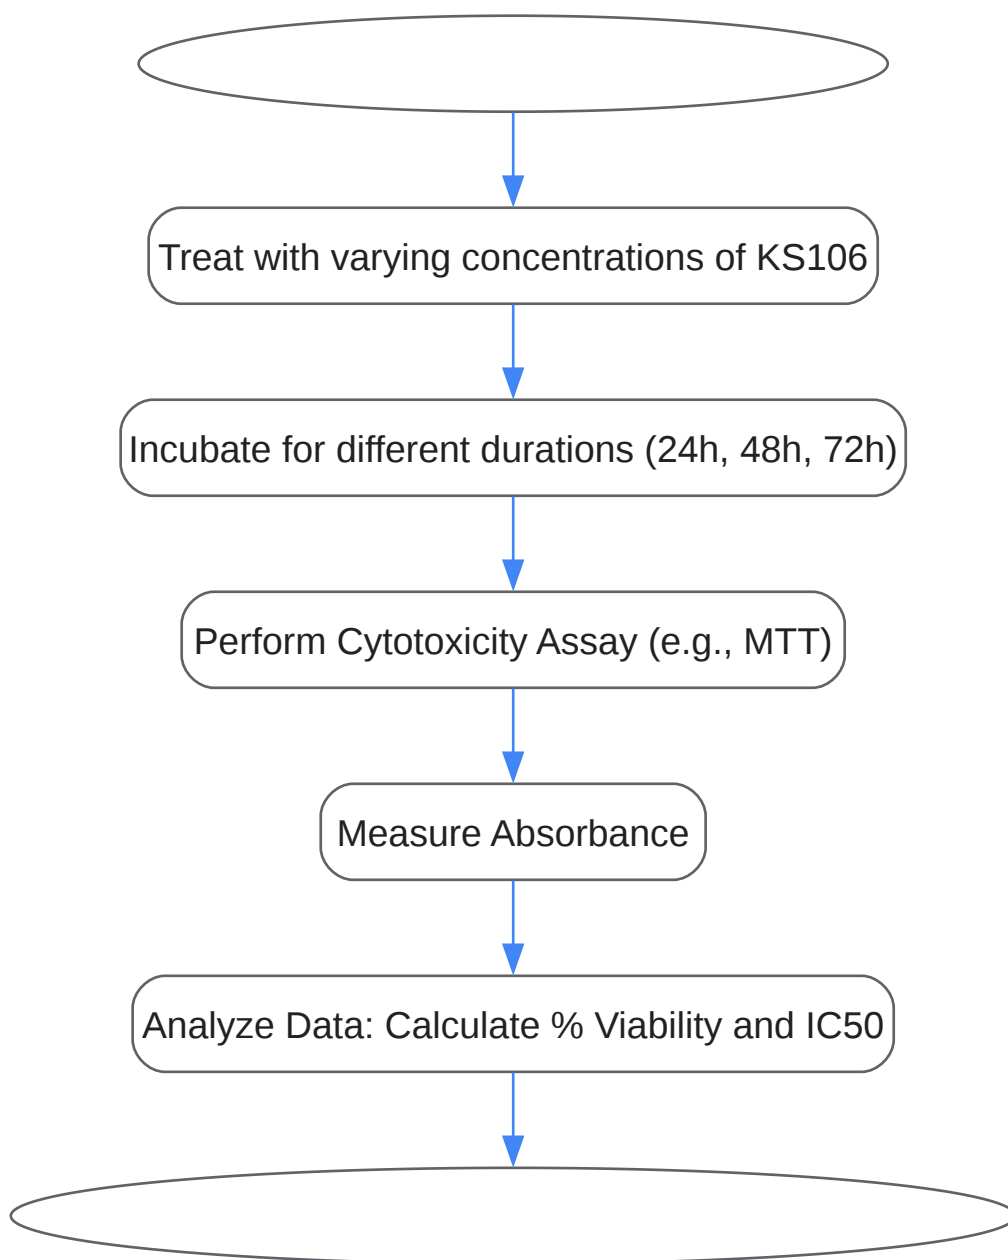 Treat with varying concentrations of KS106
Incubate for different durations (24h, 48h, 72h)
Perform Cytotoxicity Assay (e.g., MTT)
Measure Absorbance
Analyze Data: Calculate % Viability and IC50